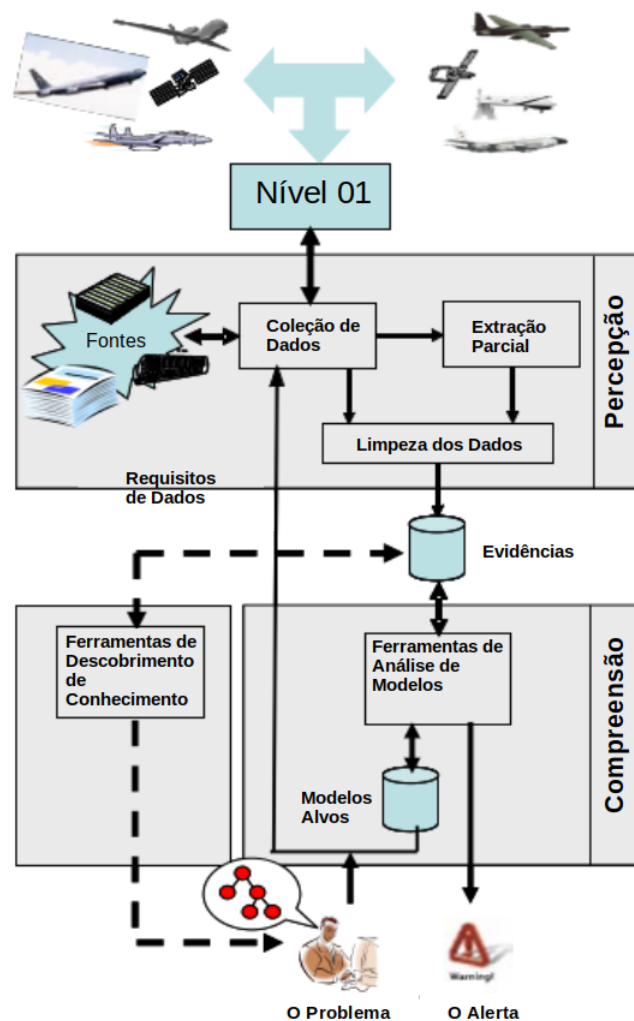 Nível 01
Percepção
Fontes
Coleção de
Dados
Extração
Parcial
Limpeza dos Dados
Requisitos
de Dados
Evidências
Ferramentas de
Descobrimento
de
Conhecimento
Ferramentas de
Análise de
Modelos
Compreensão
Modelos
Alvos
Warning!
O Problema
O Alerta